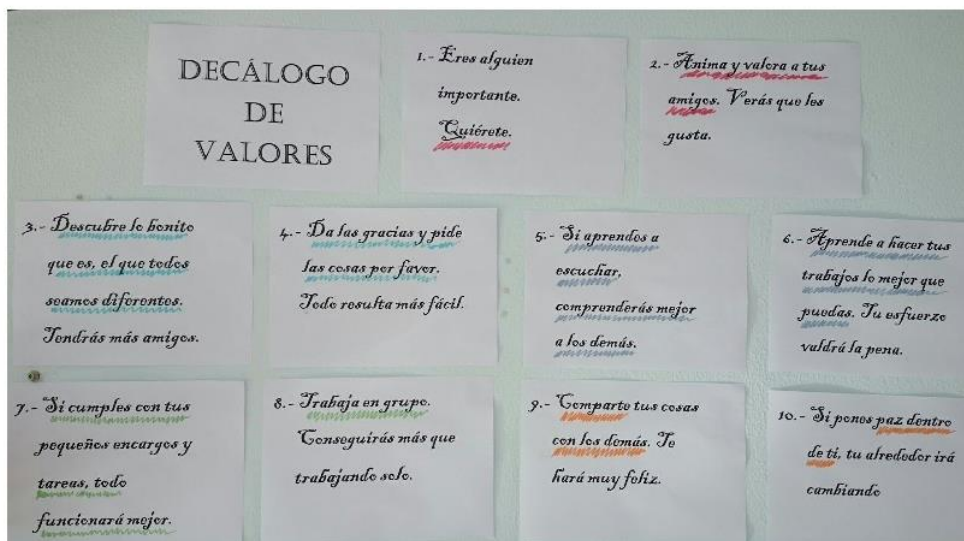 DECÁLOGO
DE
VALORES
1.- Eres alguien
importante.
Quiérete.
2.- Anima y valora a tus
amigos. Verás que les
gusta.
3.- Descubre lo bonito
que es, el que todos
seamos diferentes.
Tendrás más amigos.
4.- Da las gracias y pide
las cosas por favor.
Todo resulta más fácil.
5.- Si aprendes a
escuchar,
comprenderás mejor
a los demás.
6.- Aprende a hacer tus
trabajos lo mejor que
puedas. Tu esfuerzo
valdrá la pena.
7.- Si cumples con tus
pequeños encargos y
tareas, todo
funcionará mejor.
8.- Trabaja en grupo.
Conseguirás más que
trabajando solo.
9.- Comparte tus cosas
con los demás. Te
hará muy feliz.
10.- Si pones paz dentro
de ti, tu alrededor irá
cambiando